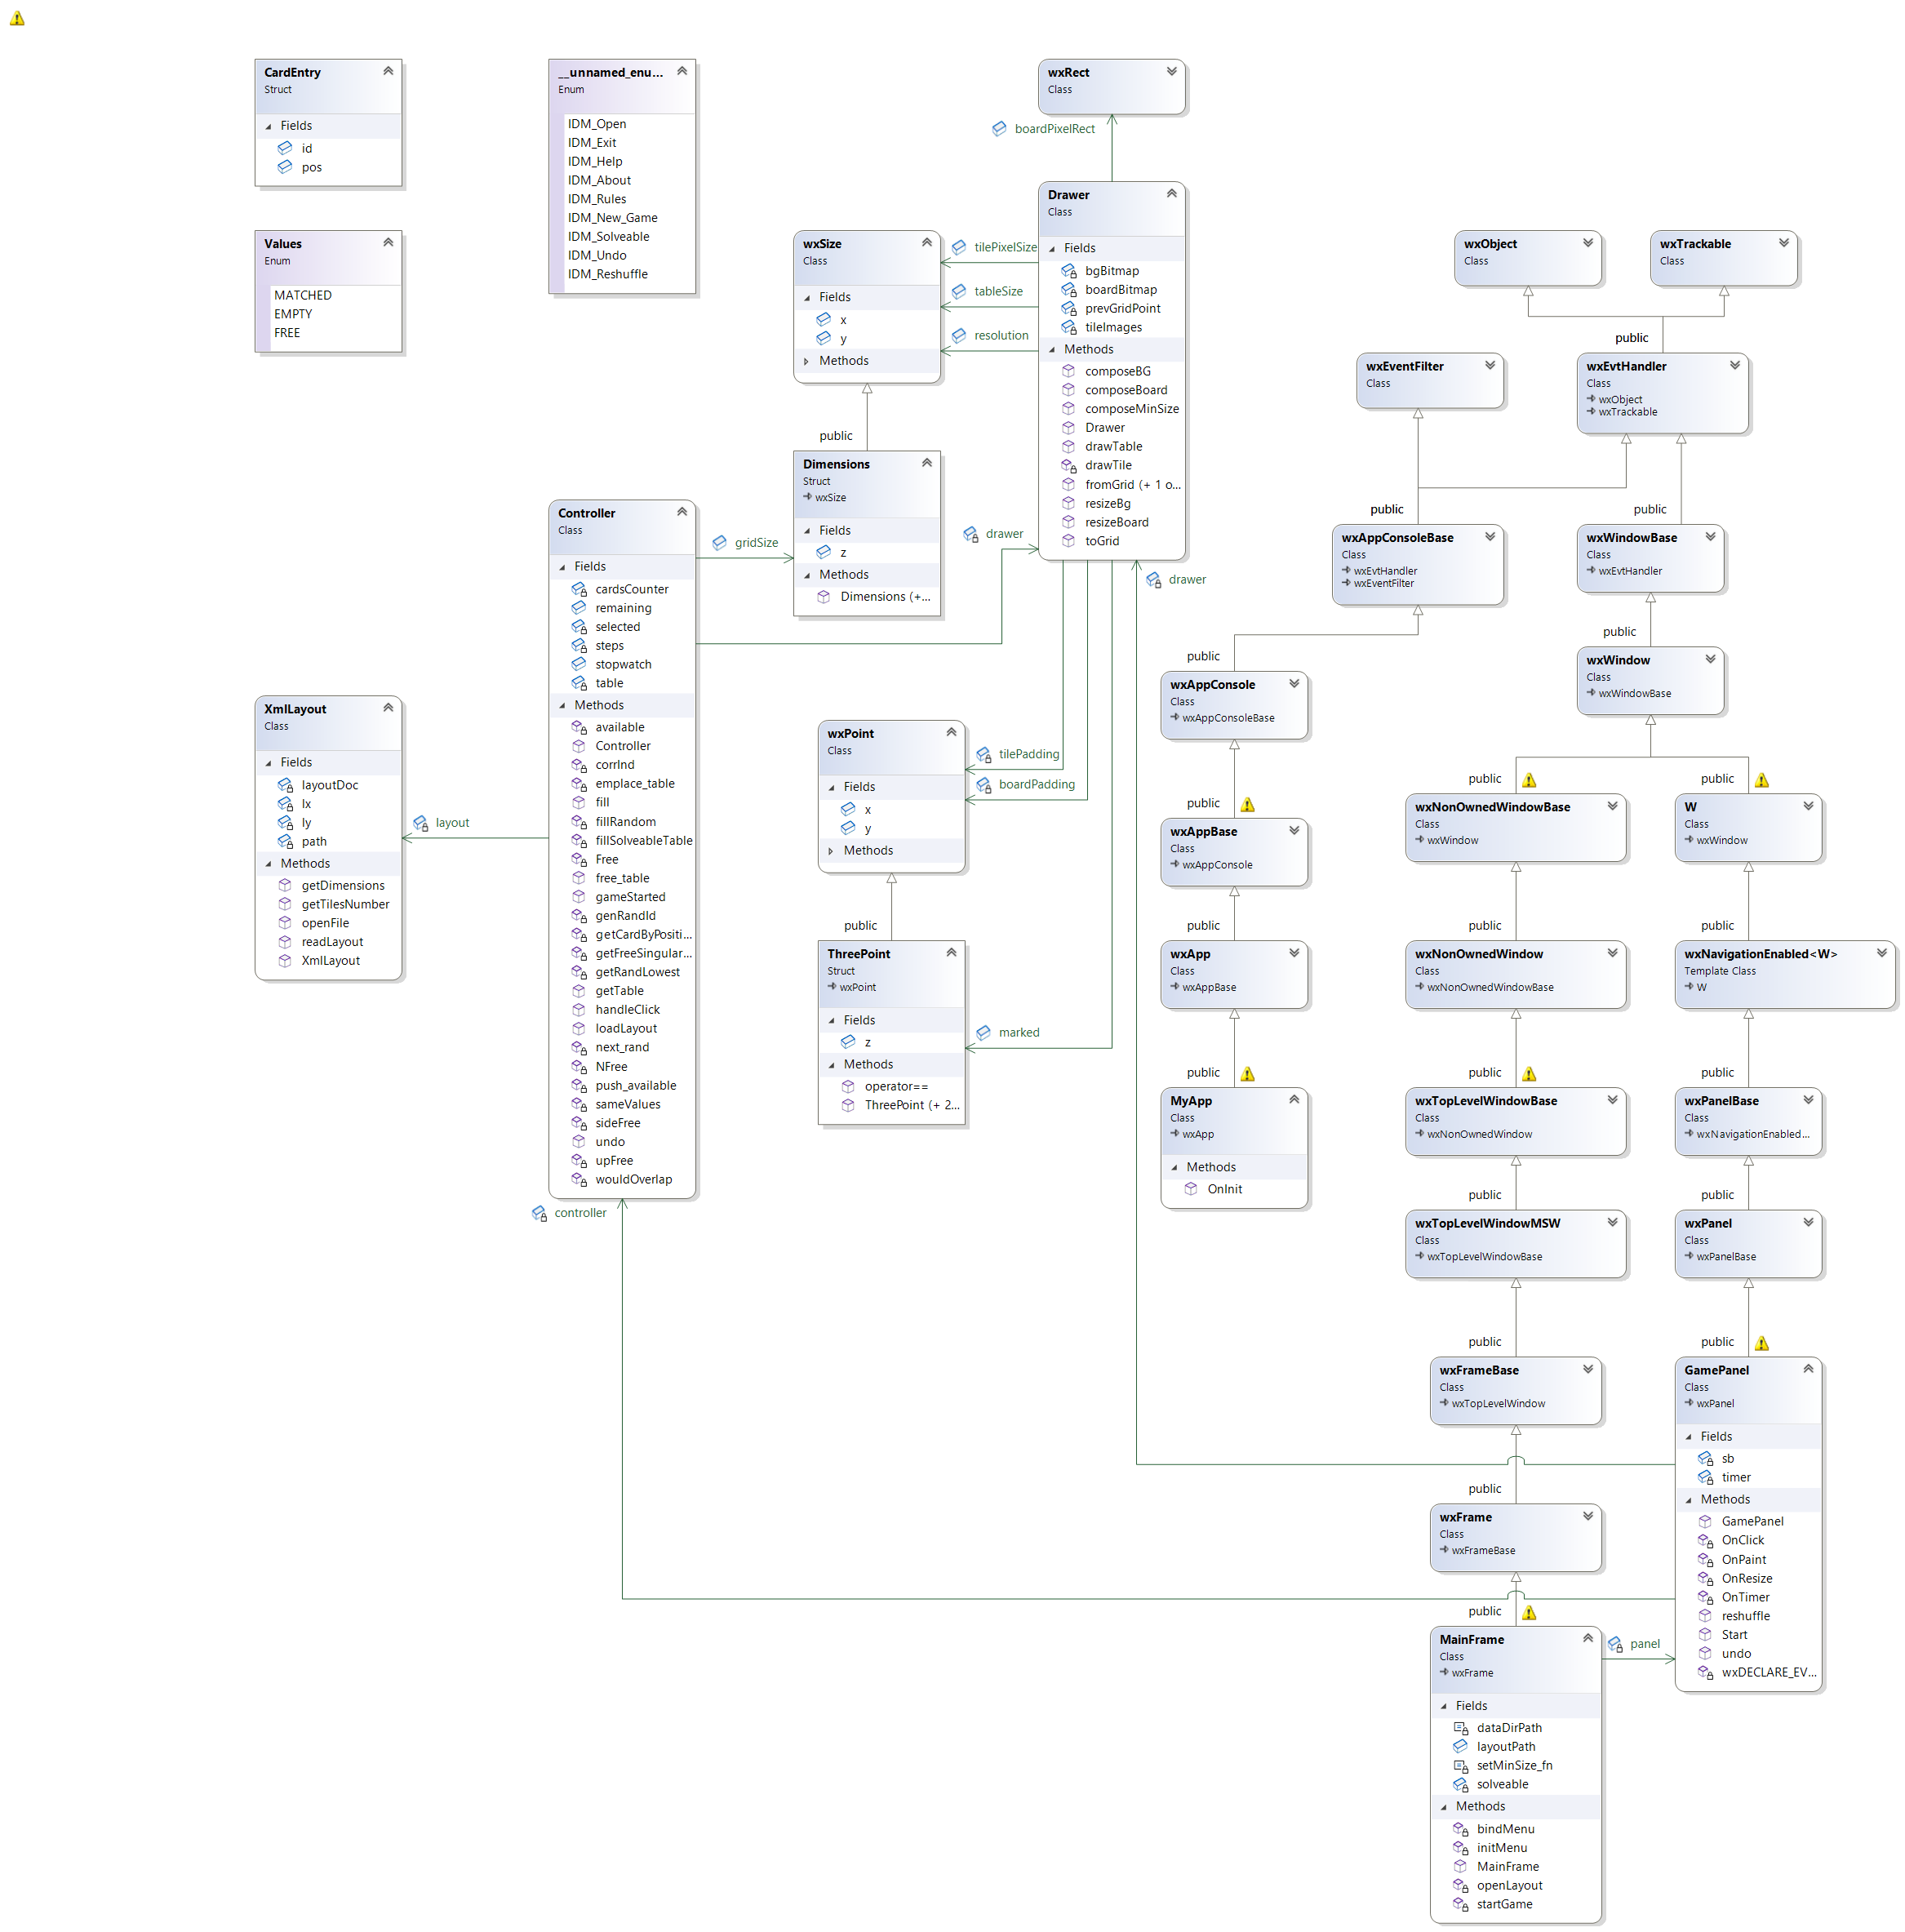 CardEntry
Struct
Fields
id
pos
Values
Enum
MATCHED
EMPTY
FREE
__unnamed_enu...
Enum
IDM_Open
IDM_Exit
IDM_Help
IDM_About
IDM_Rules
IDM_New_Game
IDM_Solveable
IDM_Undo
IDM_Reshuffle
wxRect
Class
boardPixelRect
Drawer
Class
Fields
bgBitmap
boardBitmap
prevGridPoint
tileImages
Methods
composeBG
composeBoard
composeMinSize
Drawer
drawTable
drawTile
fromGrid (+ 1 o...
resizeBg
resizeBoard
toGrid
wxSize
Class
Fields
x
y
Methods
tilePixelSize
tableSize
resolution
public
Dimensions
Struct
wxSize
Fields
z
Methods
Dimensions (+...
gridSize
drawer
drawer
Controller
Class
Fields
cardsCounter
remaining
selected
steps
stopwatch
table
Methods
available
Controller
corrInd
emplace_table
fill
fillRandom
fillSolveableTable
Free
free_table
gameStarted
genRandId
getCardByPositi...
getFreeSingular...
getRandLowest
getTable
handleClick
loadLayout
next_rand
NFree
push_available
sameValues
sideFree
undo
upFree
wouldOverlap
controller
XmlLayout
Class
Fields
layoutDoc
lx
ly
path
Methods
getDimensions
getTilesNumber
openFile
readLayout
XmlLayout
layout
wxPoint
Class
Fields
x
y
Methods
tilePadding
boardPadding
public
ThreePoint
Struct
wxPoint
Fields
z
Methods
operator==
ThreePoint (+ 2...
marked
wxObject
Class
wxTrackable
Class
public
wxEventFilter
Class
wxEvtHandler
Class
wxObject
wxTrackable
public
public
wxAppConsoleBase
Class
wxEvtHandler
wxEventFilter
wxWindowBase
Class
wxEvtHandler
public
public
wxAppConsole
Class
wxAppConsoleBase
wxWindow
Class
wxWindowBase
public
wxAppBase
Class
wxAppConsole
public
wxApp
Class
wxAppBase
public
MyApp
Class
wxApp
Methods
OnInit
public
wxNonOwnedWindowBase
Class
wxWindow
public
wxNonOwnedWindow
Class
wxNonOwnedWindowBase
public
wxTopLevelWindowBase
Class
wxNonOwnedWindow
public
wxTopLevelWindowMSW
Class
wxTopLevelWindowBase
public
wxFrameBase
Class
wxTopLevelWindow
public
wxFrame
Class
wxFrameBase
public
MainFrame
Class
wxFrame
Fields
dataDirPath
layoutPath
setMinSize_fn
solveable
Methods
bindMenu
initMenu
MainFrame
openLayout
startGame
panel
public
W
Class
wxWindow
public
wxNavigationEnabled<W>
Template Class
W
public
wxPanelBase
Class
wxNavigationEnabled...
public
wxPanel
Class
wxPanelBase
public
GamePanel
Class
wxPanel
Fields
sb
timer
Methods
GamePanel
OnClick
OnPaint
OnResize
OnTimer
reshuffle
Start
undo
wxDECLARE_EV...